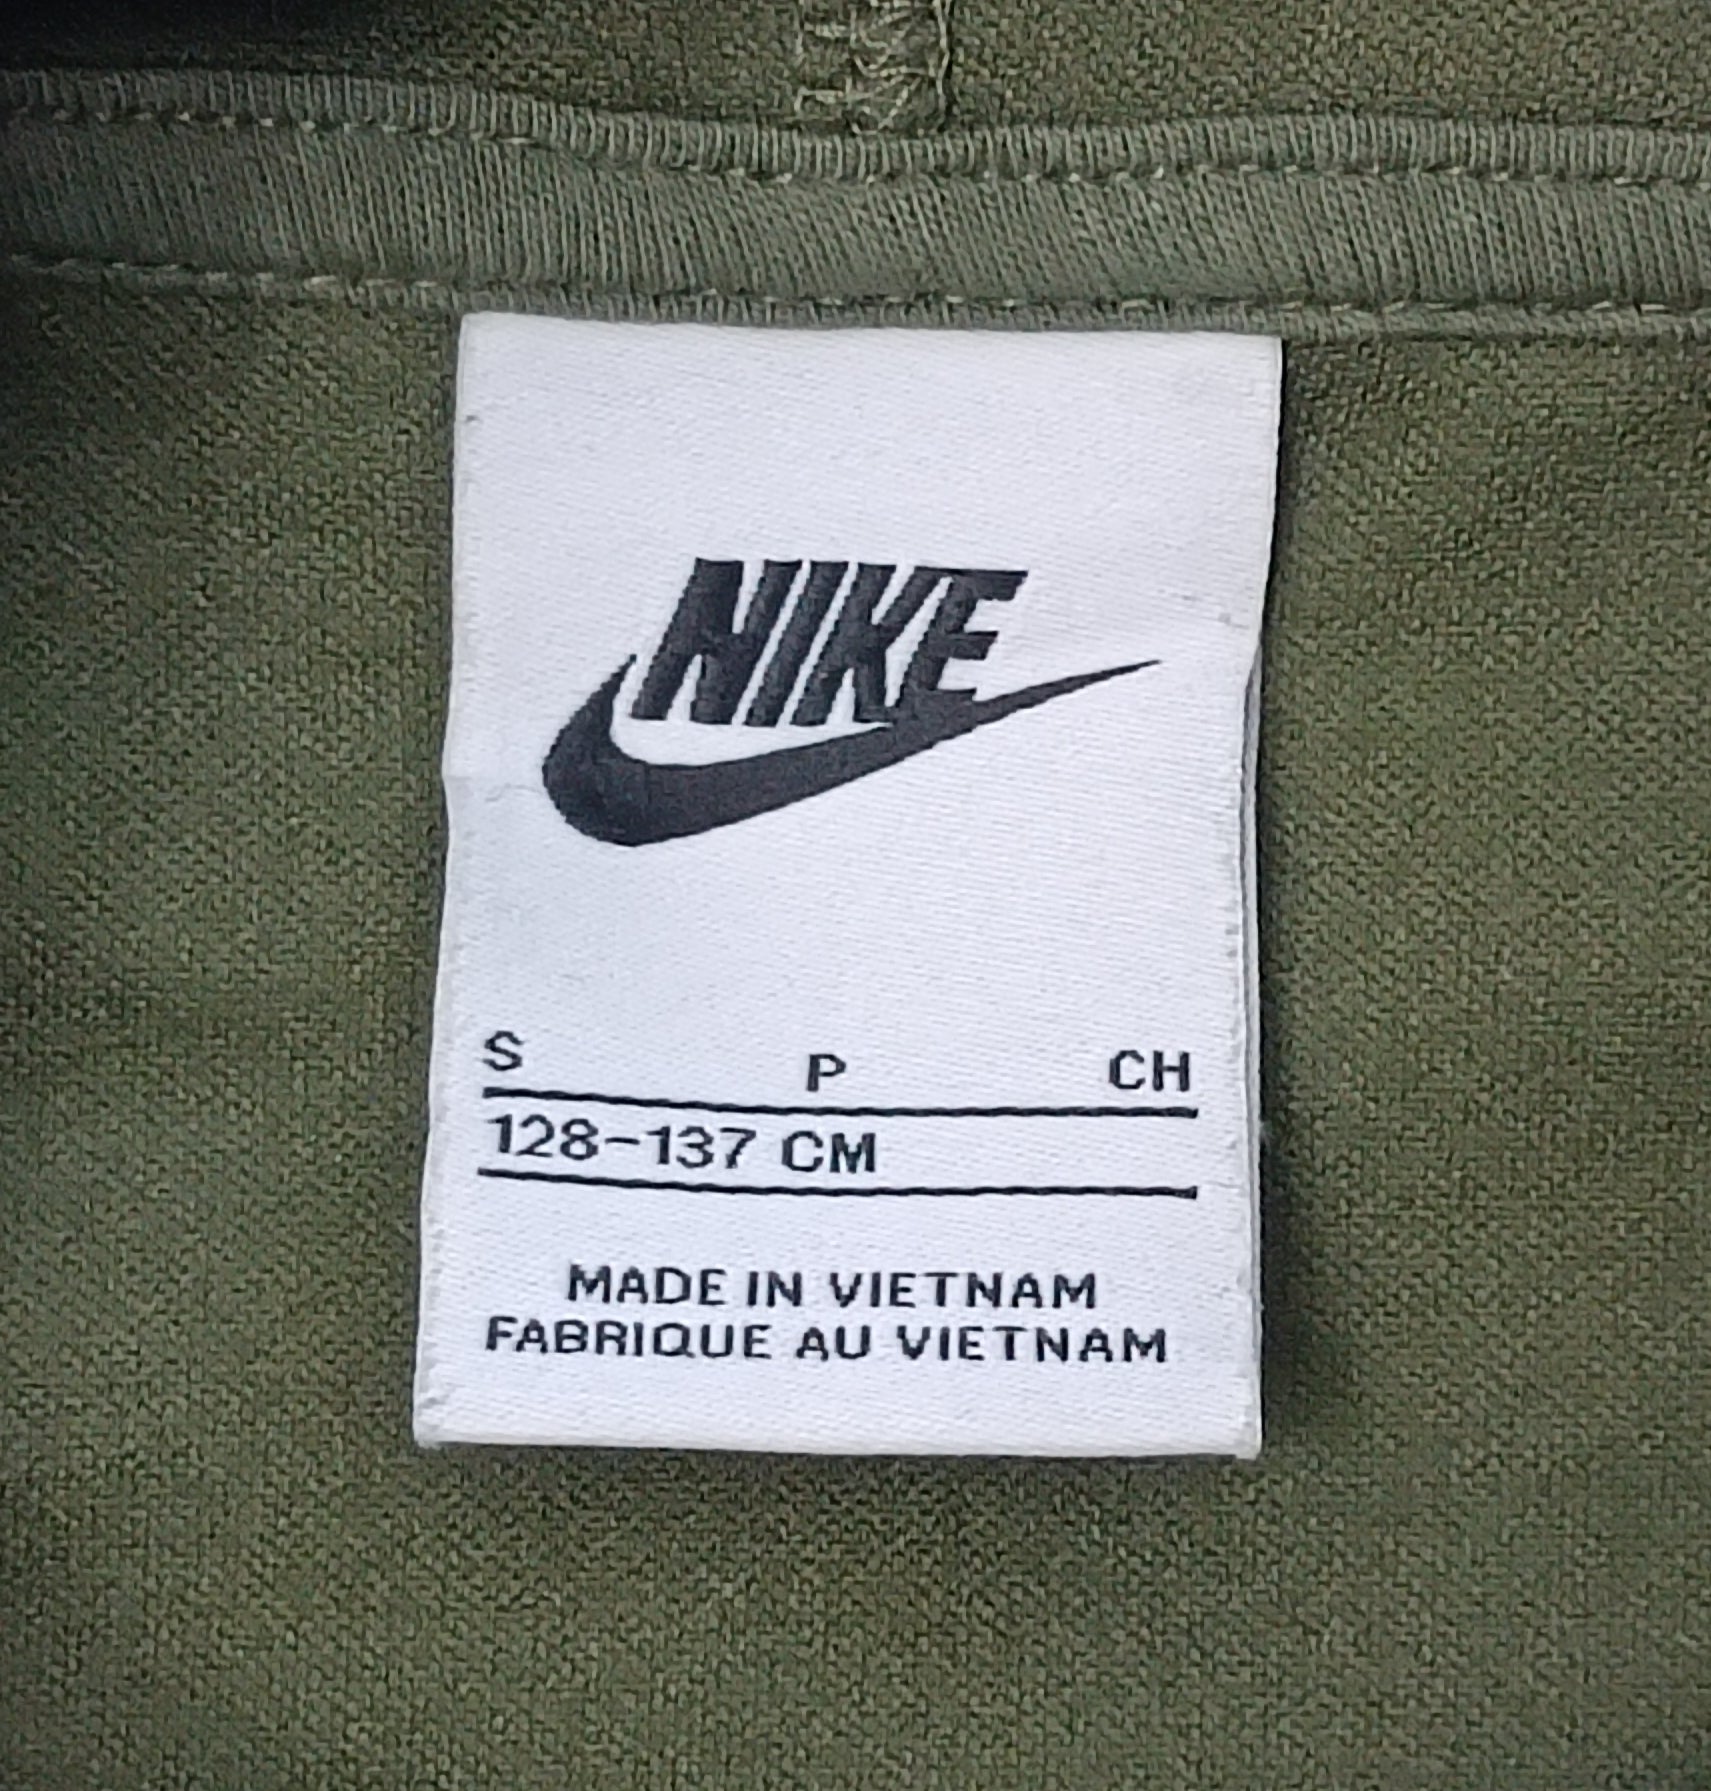 NIKE
S P CH
128-137 CM
MADE IN VIETNAM
FABRIQUE AU VIETNAM